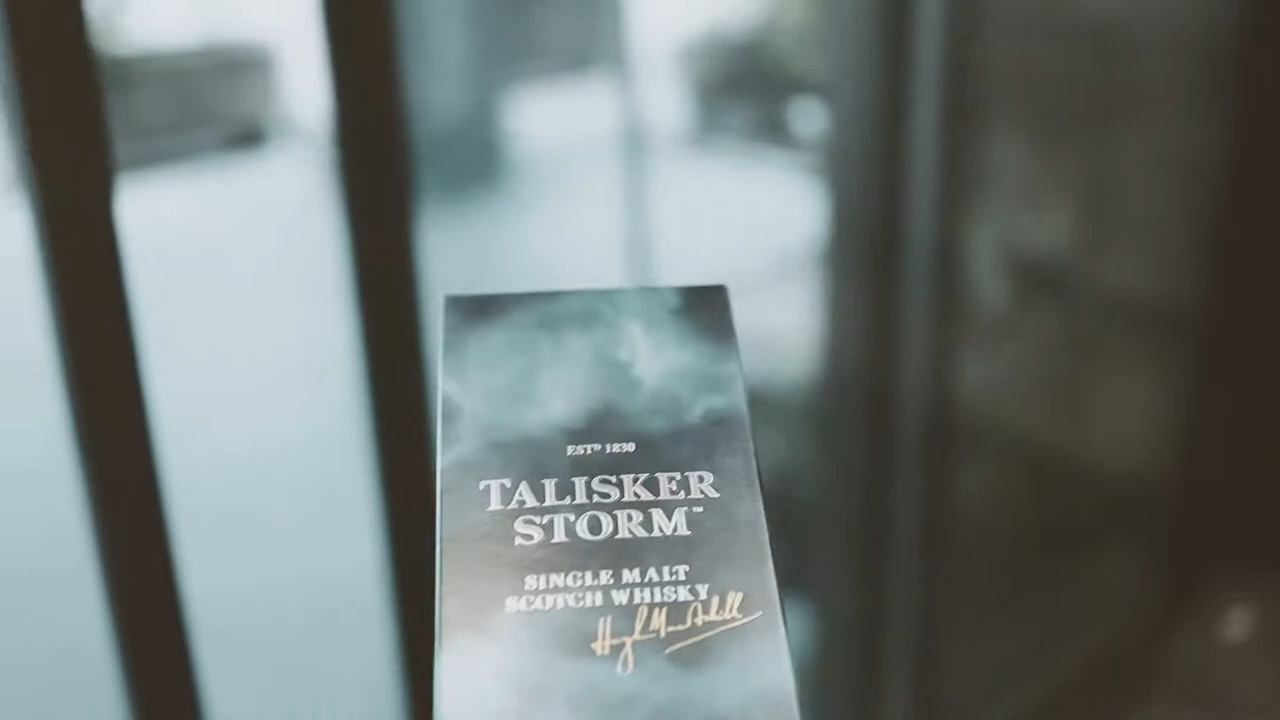 ESTD 1830
TALISKER
STORM™
SINGLE MALT
SCOTCH WHISKY